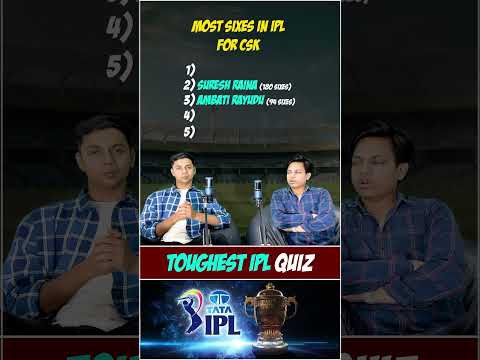 MOST SIXES IN IPL
FOR CSK
1)
2) SURESH RAINA (180 SIXES)
3) AMBATI RAYUDU (94 SIXES)
4)
5)
TOUGHEST IPL QUIZ
TATA
IPL